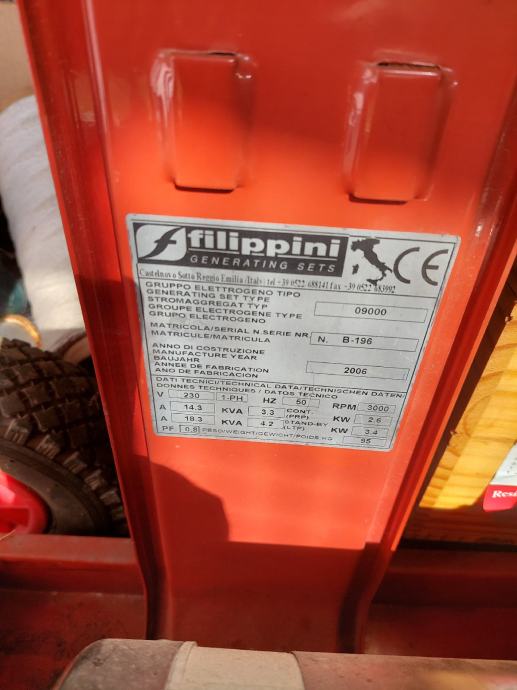 filippini
GENERATING SETS
CE
Castelnovo Sotto Reggio Emilia /Italy tel +39 0522 688141 fax +39 0522 683992
GRUPPO ELETTROGENO TIPO
GENERATING SET TYPE
STROMAGGREGAT TYP
GROUPE ELECTROGENE TYPE
GRUPO ELECTROGENO
09000
MATRICOLA/SERIAL N.SERIE NR
MATRICULE/MATRICULA
N. B-196
ANNO DI COSTRUZIONE
MANUFACTURE YEAR
BAUJAHR
ANNEE DE FABRICATION
ANO DE FABRICACION
2006
DATI TECNICI/TECHNICAL DATA/TECHNISCHEN DATEN/
DONNES TECHNIQUES / DATOS TECNICO
V 230 1-PH HZ 50 RPM 3000
A 14.3 KVA 3.3 CONT. (PRP) KW 2.6
A 18.3 KVA 4.2 STAND-BY (LTP) KW 3.4
PF 0,8 PESO/WEIGHT/GEWICHT/POIDS KG 95